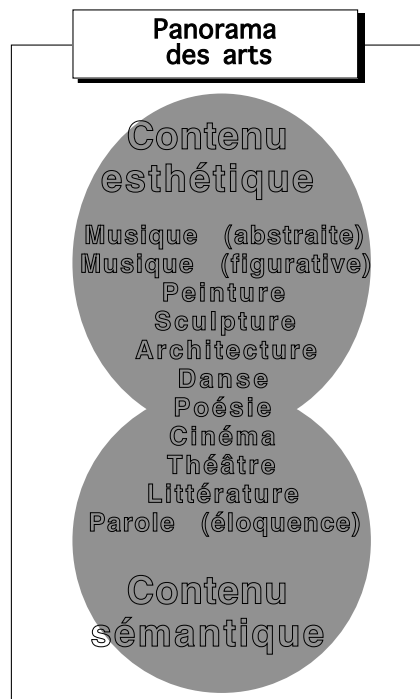 Panorama
des arts
Contenu
esthétique
Musique (abstraite)
Musique (figurative)
Peinture
Sculpture
Architecture
Danse
Poésie
Cinéma
Théâtre
Littérature
Parole (éloquence)
Contenu
sémantique